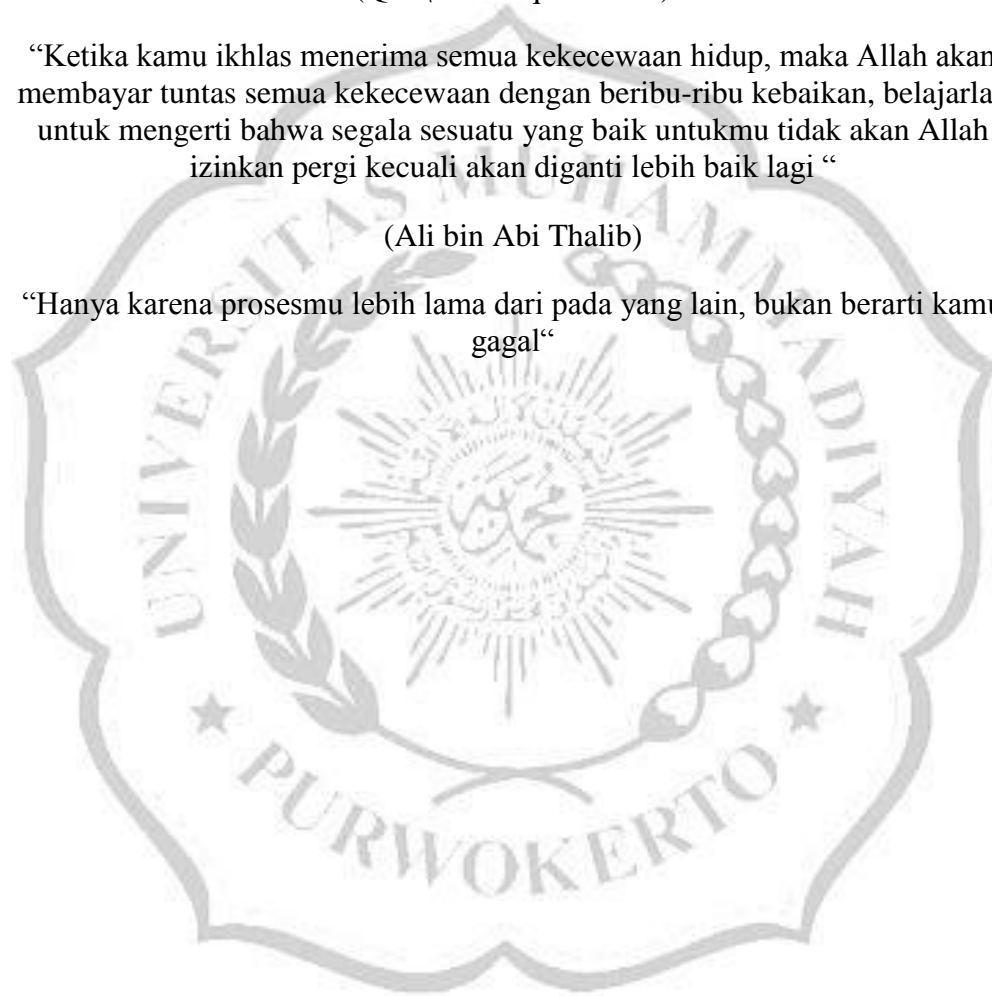 “Ketika kamu ikhlas menerima semua kekecewaan hidup, maka Allah akan
membayar tuntas semua kekecewaan dengan beribu-ribu kebaikan, belajarla
untuk mengerti bahwa segala sesuatu yang baik untukmu tidak akan Allah
izinkan pergi kecuali akan diganti lebih baik lagi “
(Ali bin Abi Thalib)
“Hanya karena prosesmu lebih lama dari pada yang lain, bukan berarti kamu
gagal“
UNIVERSITAS MUHAMMADIYAH
PURWOKERTO